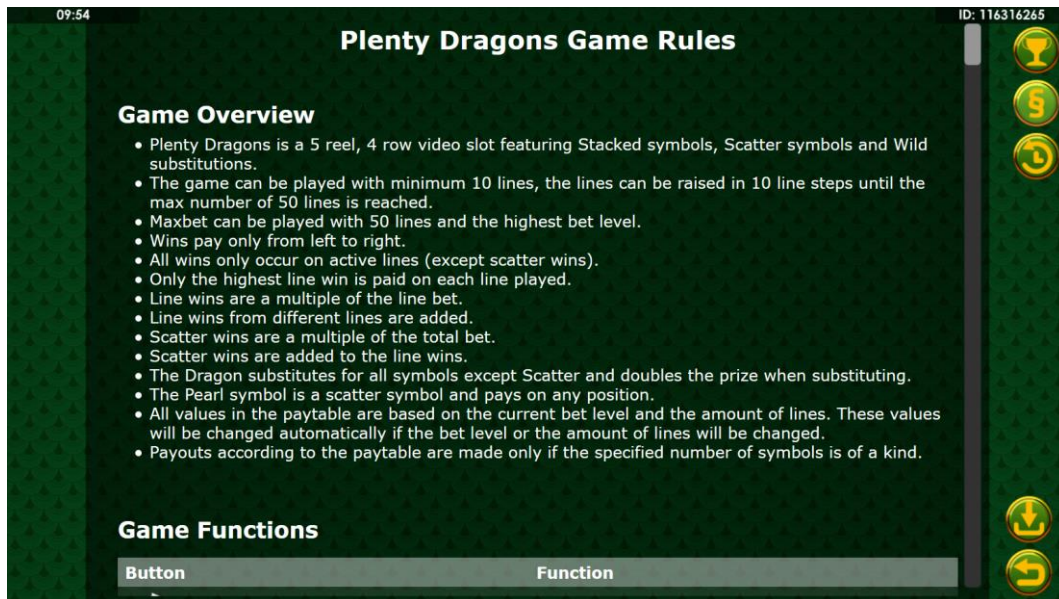 09:54
ID: 116316265
Plenty Dragons Game Rules
Game Overview
• Plenty Dragons is a 5 reel, 4 row video slot featuring Stacked symbols, Scatter symbols and Wild
substitutions.
• The game can be played with minimum 10 lines, the lines can be raised in 10 line steps until the
max number of 50 lines is reached.
• Maxbet can be played with 50 lines and the highest bet level.
• Wins pay only from left to right.
• All wins only occur on active lines (except scatter wins).
• Only the highest line win is paid on each line played.
• Line wins are a multiple of the line bet.
• Line wins from different lines are added.
• Scatter wins are a multiple of the total bet.
• Scatter wins are added to the line wins.
• The Dragon substitutes for all symbols except Scatter and doubles the prize when substituting.
• The Pearl symbol is a scatter symbol and pays on any position.
• All values in the paytable are based on the current bet level and the amount of lines. These values
will be changed automatically if the bet level or the amount of lines will be changed.
• Payouts according to the paytable are made only if the specified number of symbols is of a kind.
Game Functions
Button Function
§